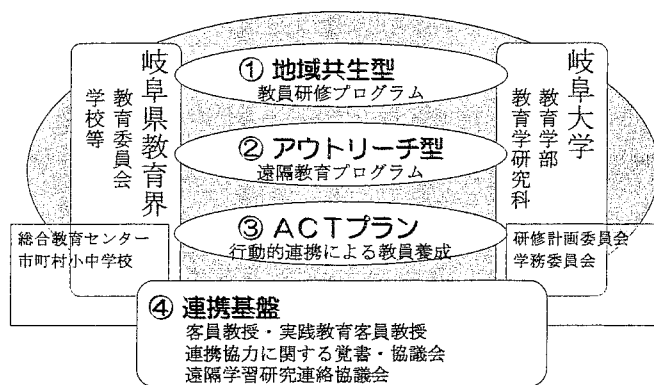 岐阜県教育界
教育委員会
学校等
総合教育センター
市町村小中学校
① 地域共生型
教員研修プログラム
② アウトリーチ型
遠隔教育プログラム
③ ACTプラン
行動的連携による教員養成
④ 連携基盤
客員教授・実践教育客員教授
連携協力に関する覚書・協議会
遠隔学習研究連絡協議会
岐阜大学
教育学部
教育学研究科
研修計画委員会
学務委員会